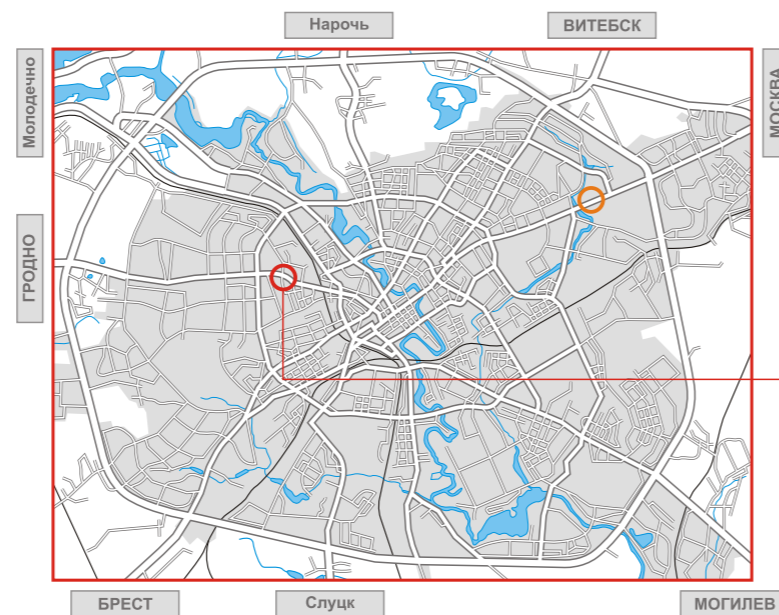 Нарочь
ВИТЕБСК
Молодечно
МОСКВА
ГРОДНО
БРЕСТ
Слуцк
МОГИЛЕВ